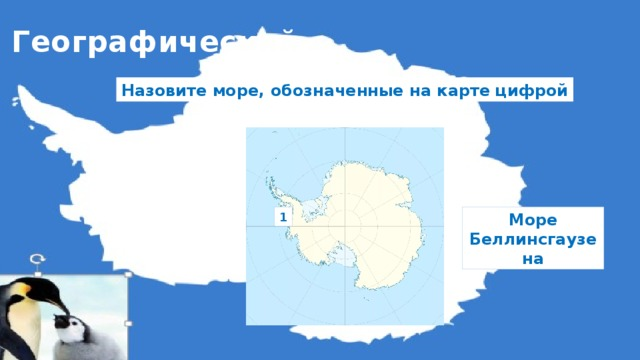 Географический
Назовите море, обозначенные на карте цифрой
1
Море
Беллинсгаузе
на